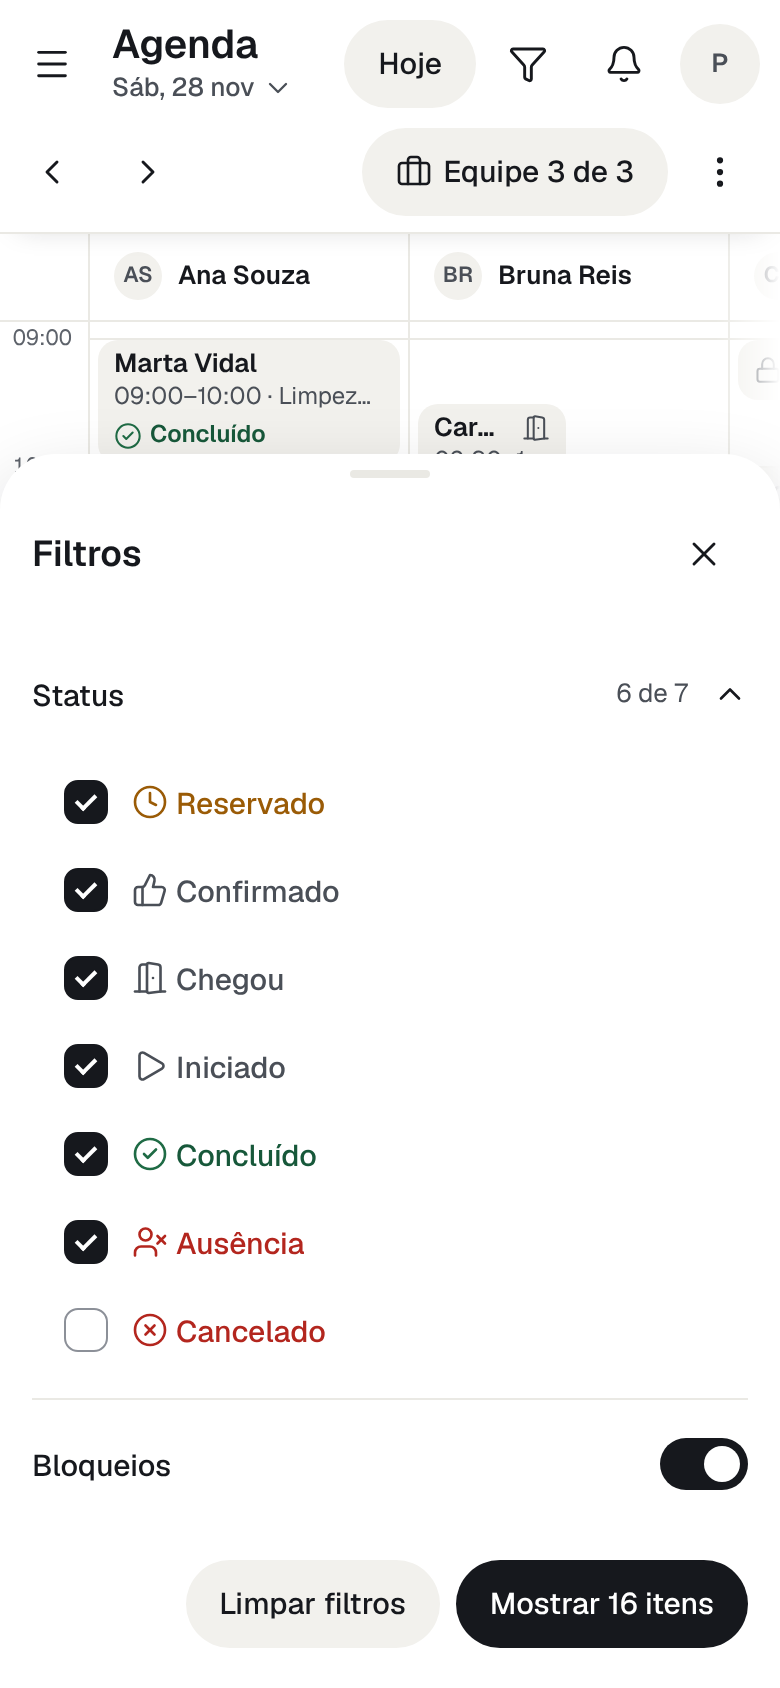 Agenda
Sáb, 28 nov
Hoje
P
Equipe 3 de 3
AS Ana Souza
BR Bruna Reis
09:00
Marta Vidal
09:00–10:00 · Limpez...
Concluído
Car...
Filtros
Status
6 de 7
Reservado
Confirmado
Chegou
Iniciado
Concluído
Ausência
Cancelado
Bloqueios
Limpar filtros
Mostrar 16 itens